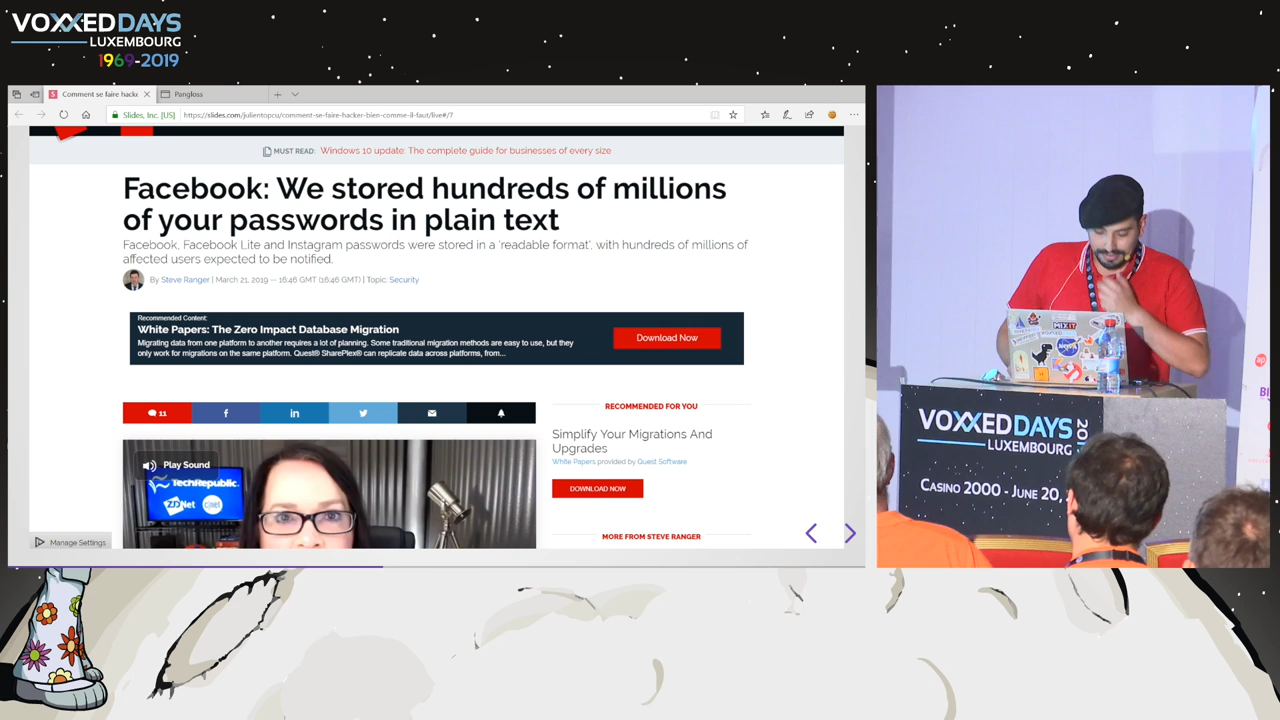 VOXXED DAYS
LUXEMBOURG
1969-2019
Comment se faire hacke
Pangloss
Slides, Inc. [US]
https://slides.com/julientopcu/comment-se-faire-hacker-bien-comme-il-faut/live#/7
MUST READ: Windows 10 update: The complete guide for businesses of every size
Facebook: We stored hundreds of millions
of your passwords in plain text
Facebook, Facebook Lite and Instagram passwords were stored in a 'readable format', with hundreds of millions of
affected users expected to be notified.
By Steve Ranger | March 21, 2019 -- 16:46 GMT (16:46 GMT) | Topic: Security
Recommended Content:
White Papers: The Zero Impact Database Migration
Migrating data from one platform to another requires a lot of planning. Some traditional migration methods are easy to use, but they
only work for migrations on the same platform. Quest® SharePlex® can replicate data across platforms, from...
Download Now
11
RECOMMENDED FOR YOU
Simplify Your Migrations And
Upgrades
White Papers provided by Quest Software
DOWNLOAD NOW
Play Sound
TechRepublic.
ZDNet
cnet
MORE FROM STEVE RANGER
Manage Settings
MIXIT
NASA
VOXXED DAYS 20
LUXEMBOURG
CASINO 2000 - JUNE 20,